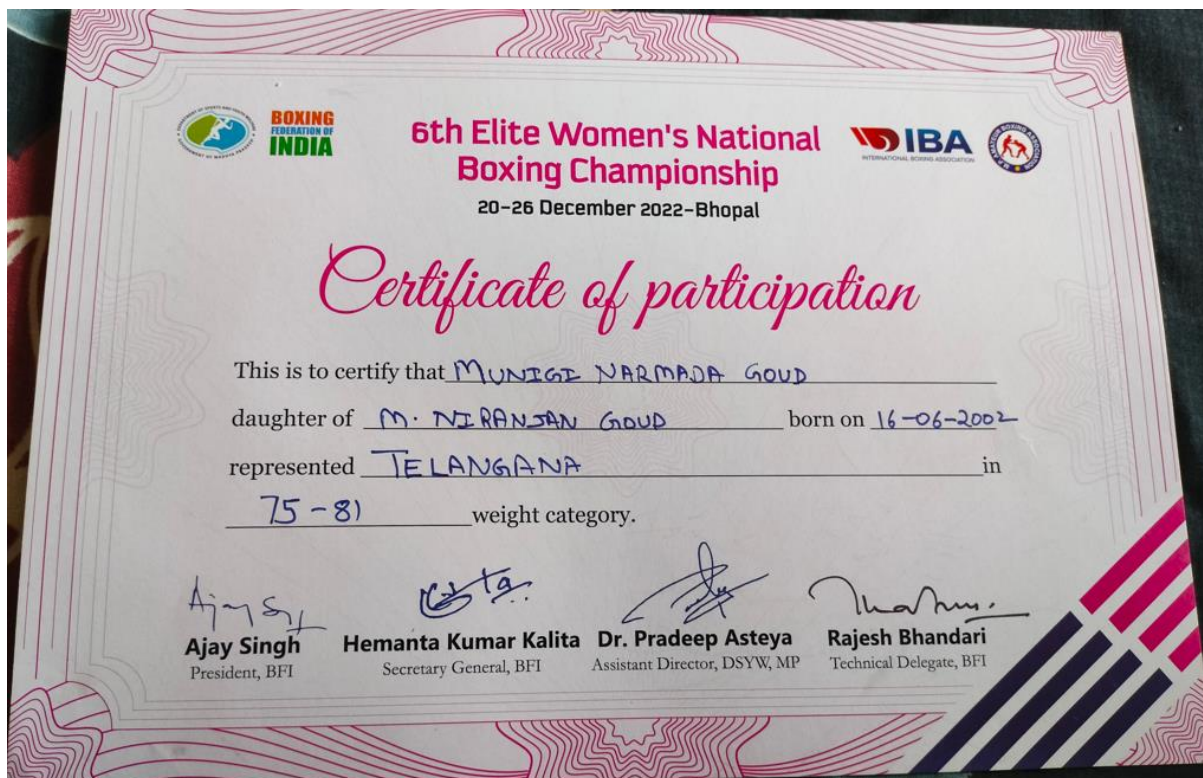 BOXING
FEDERATION OF
INDIA
6th Elite Women's National
Boxing Championship
20-26 December 2022-Bhopal
IBA
INTERNATIONAL BOXING ASSOCIATION
Certificate of participation
This is to certify that MUNIGI NARMADA GOUD
daughter of M. NIRANJAN GOUD born on 16-06-2002
represented TELANGANA in
75-81 weight category.
Ajay Singh
Hemanta Kumar Kalita
Dr. Pradeep Asteya
Rajesh Bhandari
President, BFI
Secretary General, BFI
Assistant Director, DSYW, MP
Technical Delegate, BFI